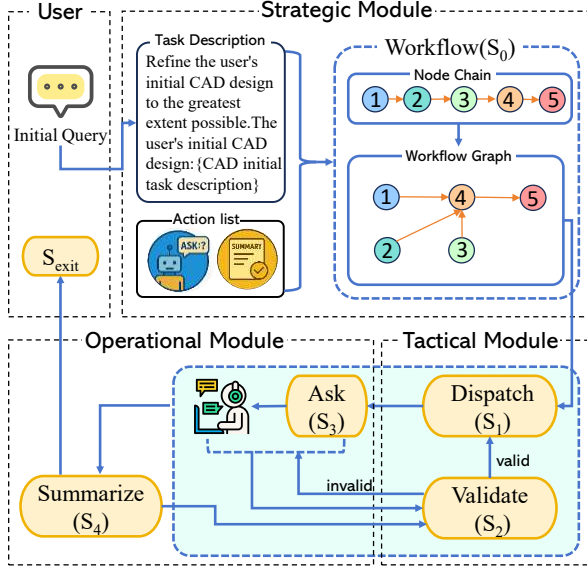 User
Strategic Module
Initial Query
Task Description
Refine the user's
initial CAD design
to the greatest
extent possible.The
user's initial CAD
design:{CAD initial
task description}
Action list
ASK:?
SUMMARY
Workflow(S0)
Node Chain
1 2 3 4 5
Workflow Graph
1 4 5
2 3
Sexit
Operational Module
Tactical Module
Ask
(S3)
Dispatch
(S1)
valid
invalid
Summarize
(S4)
Validate
(S2)